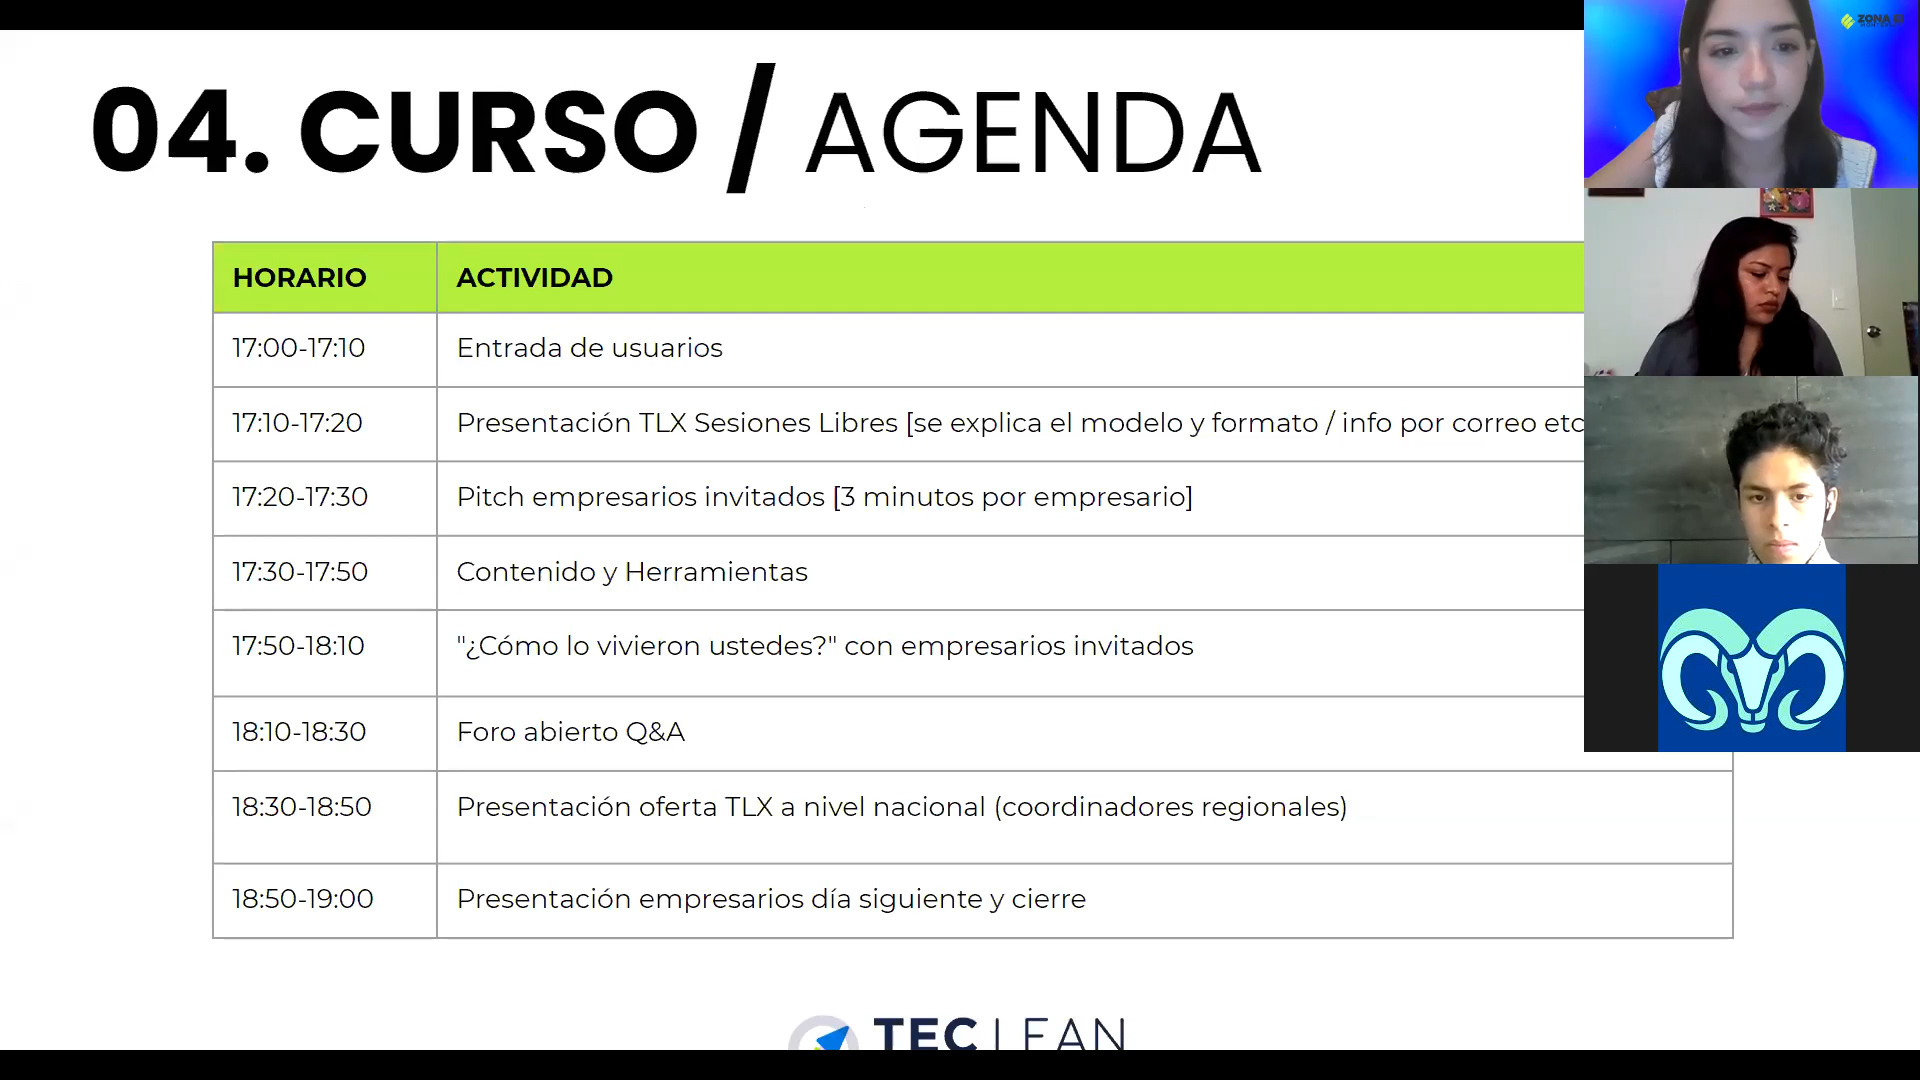 04. CURSO / AGENDA
ZONA EI
HORARIO ACTIVIDAD
17:00-17:10 Entrada de usuarios
17:10-17:20 Presentación TLX Sesiones Libres [se explica el modelo y formato / info por correo etc
17:20-17:30 Pitch empresarios invitados [3 minutos por empresario]
17:30-17:50 Contenido y Herramientas
17:50-18:10 "¿Cómo lo vivieron ustedes?" con empresarios invitados
18:10-18:30 Foro abierto Q&A
18:30-18:50 Presentación oferta TLX a nivel nacional (coordinadores regionales)
18:50-19:00 Presentación empresarios día siguiente y cierre
TEC LEAN